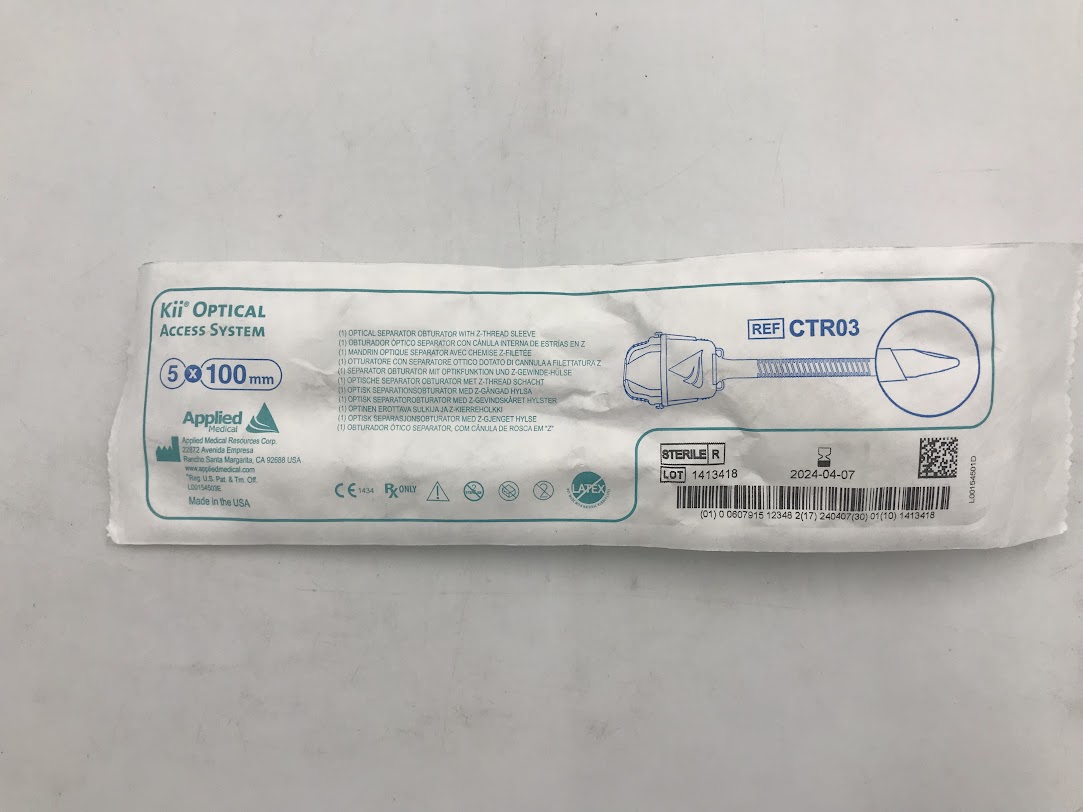 Kii® OPTICAL
ACCESS SYSTEM
5 x 100 mm
Applied
Medical
Applied Medical Resources Corp.
22872 Avenida Empresa
Rancho Santa Margarita, CA 92688 USA
www.appliedmedical.com
Reg. U.S. Pat. & Tm. Off.
L00154503E
Made in the USA
(1) OPTICAL SEPARATOR OBTURATOR WITH Z-THREAD SLEEVE
(1) OBTURADOR ÓPTICO SEPARATOR CON CÁNULA INTERNA DE ESTRÍAS EN Z
(1) MANDRIN OPTIQUE SEPARATOR AVEC CHEMISE Z-FILETÉE
(1) OTTURATORE CON SEPARATORE OTTICO DOTATO DI CANNULA A FILETTATURA Z
(1) SEPARATOR OBTURATOR MIT OPTIKFUNKTION UND Z-GEWINDE-HÜLSE
(1) OPTISCHE SEPARATOR OBTURATOR MET Z-THREAD SCHACHT
(1) OPTISK SEPARATIONSOBTURATOR MED Z-GÄNGAD HYLSA
(1) OPTISK SEPARATOROBTURATOR MED Z-GEVINDSKÅRET HYLSTER
(1) OPTINEN EROTTAVA SULKIJA JA Z-KIERREHOLKKI
(1) OPTISK SEPARASJONSOBTURATOR MED Z-GJENGET HYLSE
(1) OBTURADOR ÓTICO SEPARATOR, COM CÂNULA DE ROSCA EM "Z"
CE 1434 Rx ONLY
LATEX
REF CTR03
STERILE R
LOT 1413418
2024-04-07
(01) 0 0607915 12348 2(17) 240407(30) 01(10) 1413418
L00154501D